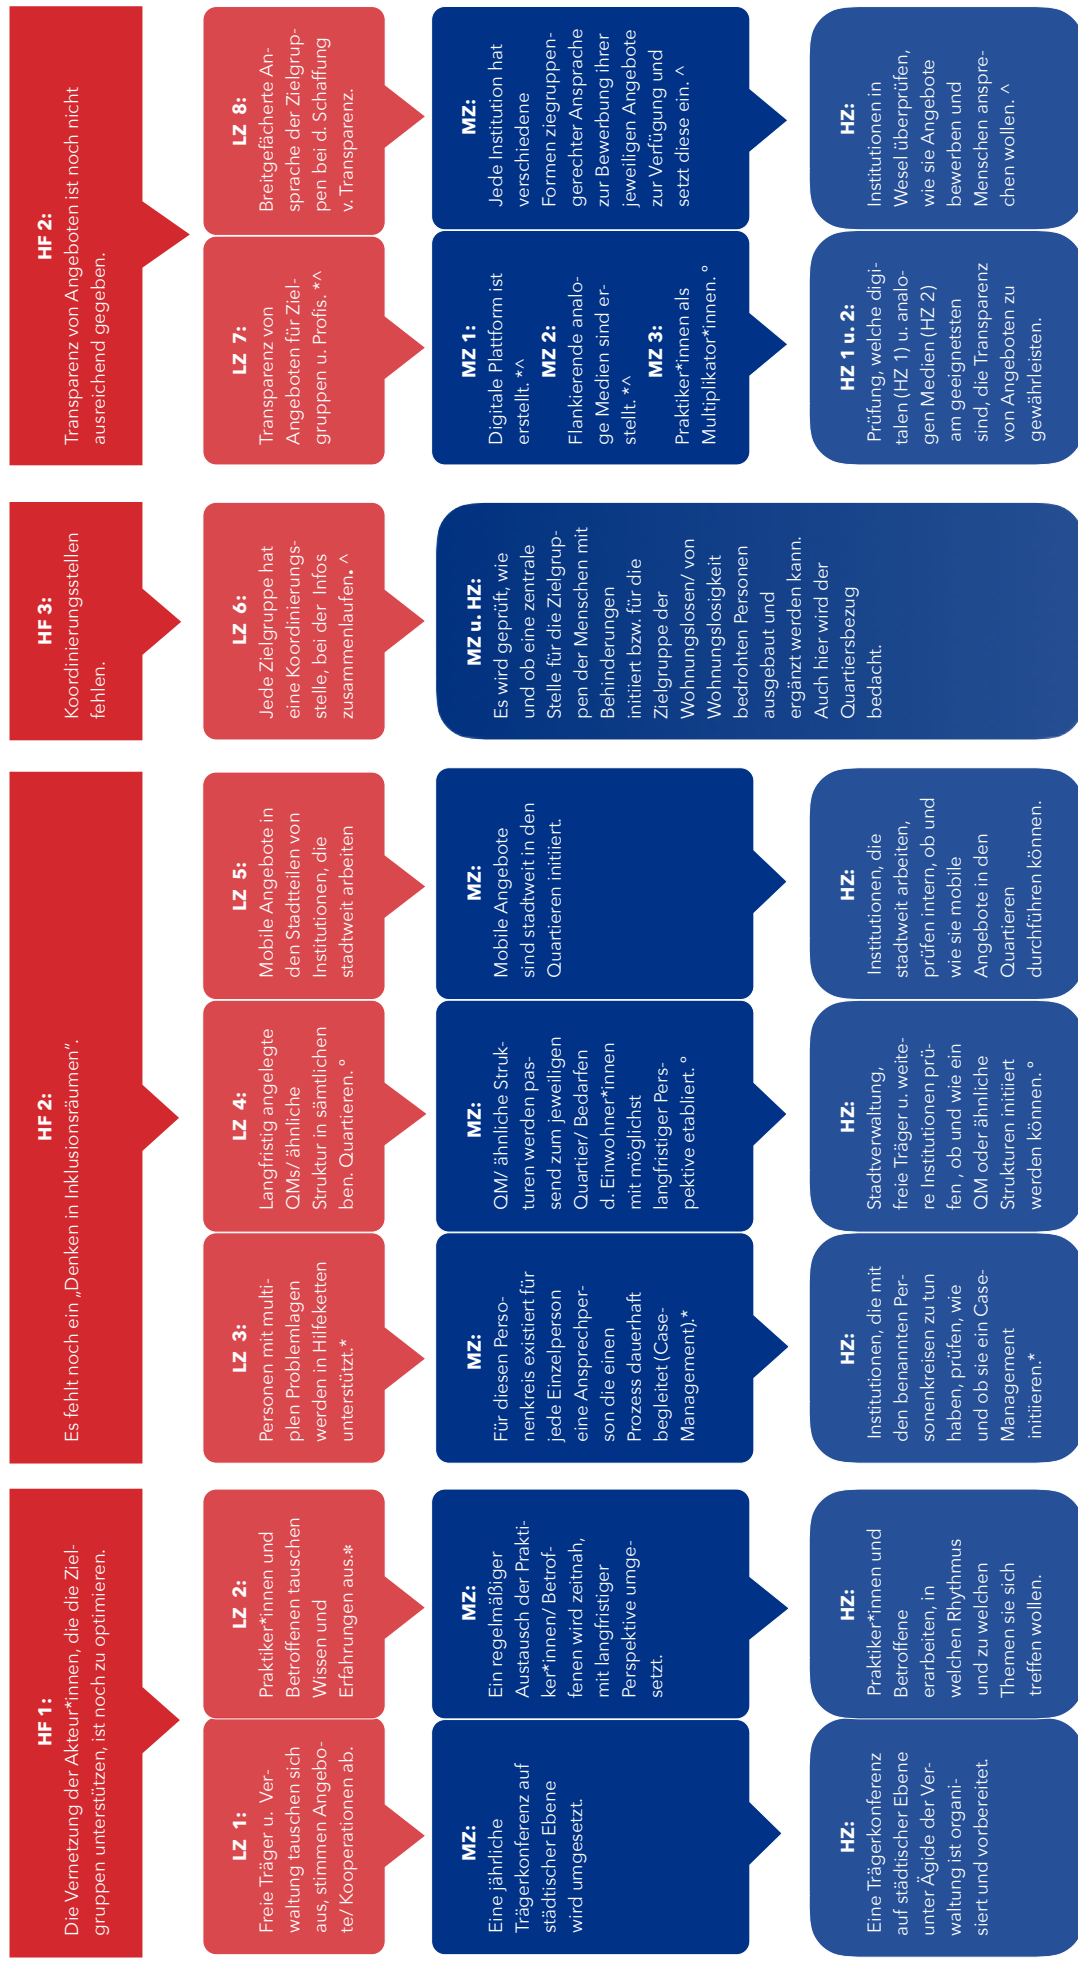 HF 1:
Die Vernetzung der Akteur*innen, die die Ziel-
gruppen unterstützen, ist noch zu optimieren.
HF 2:
Es fehlt noch ein „Denken in Inklusionsräumen“.
HF 3:
Koordinierungsstellen
fehlen.
HF 2:
Transparenz von Angeboten ist noch nicht
ausreichend gegeben.
LZ 1:
Freie Träger u. Ver-
waltung tauschen sich
aus, stimmen Angebo-
te/ Kooperationen ab.
LZ 2:
Praktiker*innen und
Betroffenen tauschen
Wissen und
Erfahrungen aus.*
LZ 3:
Personen mit multi-
plen Problemlagen
werden in Hilfeketten
unterstützt.*
LZ 4:
Langfristig angelegte
QMs/ ähnliche
Struktur in sämtlichen
ben. Quartieren. °
LZ 5:
Mobile Angebote in
den Stadtteilen von
Institutionen, die
stadtweit arbeiten
LZ 6:
Jede Zielgruppe hat
eine Koordinierungs-
stelle, bei der Infos
zusammenlaufen. ^
LZ 7:
Transparenz von
Angeboten für Ziel-
gruppen u. Profis. *^
LZ 8:
Breitgefächerte An-
sprache der Zielgrup-
pen bei d. Schaffung
v. Transparenz.
MZ:
Eine jährliche
Trägerkonferenz auf
städtischer Ebene
wird umgesetzt.
MZ:
Ein regelmäßiger
Austausch der Prakti-
ker*innen/ Betrof-
fenen wird zeitnah,
mit langfristiger
Perspektive umge-
setzt.
MZ:
Für diesen Perso-
nenkreis existiert für
jede Einzelperson
eine Ansprechper-
son die einen
Prozess dauerhaft
begleitet (Case-
Management).*
MZ:
QM/ ähnliche Struk-
turen werden pas-
send zum jeweiligen
Quartier/ Bedarfen
d. Einwohner*innen
mit möglichst
langfristiger Pers-
pektive etabliert. °
MZ:
Mobile Angebote
sind stadtweit in den
Quartieren initiiert.
MZ u. HZ:
Es wird geprüft, wie
und ob eine zentrale
Stelle für die Zielgrup-
pen der Menschen mit
Behinderungen
initiiert bzw. für die
Zielgruppe der
Wohnungslosen/ von
Wohnungslosigkeit
bedrohten Personen
ausgebaut und
ergänzt werden kann.
Auch hier wird der
Quartiersbezug
bedacht.
MZ 1:
Digitale Plattform ist
erstellt. *^
MZ 2:
Flankierende analo-
ge Medien sind er-
stellt. *^
MZ 3:
Praktiker*innen als
Multiplikator*innen. °
MZ:
Jede Institution hat
verschiedene
Formen ziegruppen-
gerechter Ansprache
zur Bewerbung ihrer
jeweiligen Angebote
zur Verfügung und
setzt diese ein. ^
HZ:
Eine Trägerkonferenz
auf städtischer Ebene
unter Ägide der Ver-
waltung ist organi-
siert und vorbereitet.
HZ:
Praktiker*innen und
Betroffene
erarbeiten, in
welchen Rhythmus
und zu welchen
Themen sie sich
treffen wollen.
HZ:
Institutionen, die mit
den benannten Per-
sonenkreisen zu tun
haben, prüfen, wie
und ob sie ein Case-
Management
initiieren.*
HZ:
Stadtverwaltung,
freie Träger u. weite-
re Institutionen prü-
fen , ob und wie ein
QM oder ähnliche
Strukturen initiiert
werden können. °
HZ:
Institutionen, die
stadtweit arbeiten,
prüfen intern, ob und
wie sie mobile
Angebote in den
Quartieren
durchführen können.
HZ 1 u. 2:
Prüfung, welche digi-
talen (HZ 1) u. analo-
gen Medien (HZ 2)
am geeignetsten
sind, die Transparenz
von Angeboten zu
gewährleisten.
HZ:
Institutionen in
Wesel überprüfen,
wie sie Angebote
bewerben und
Menschen anspre-
chen wollen. ^